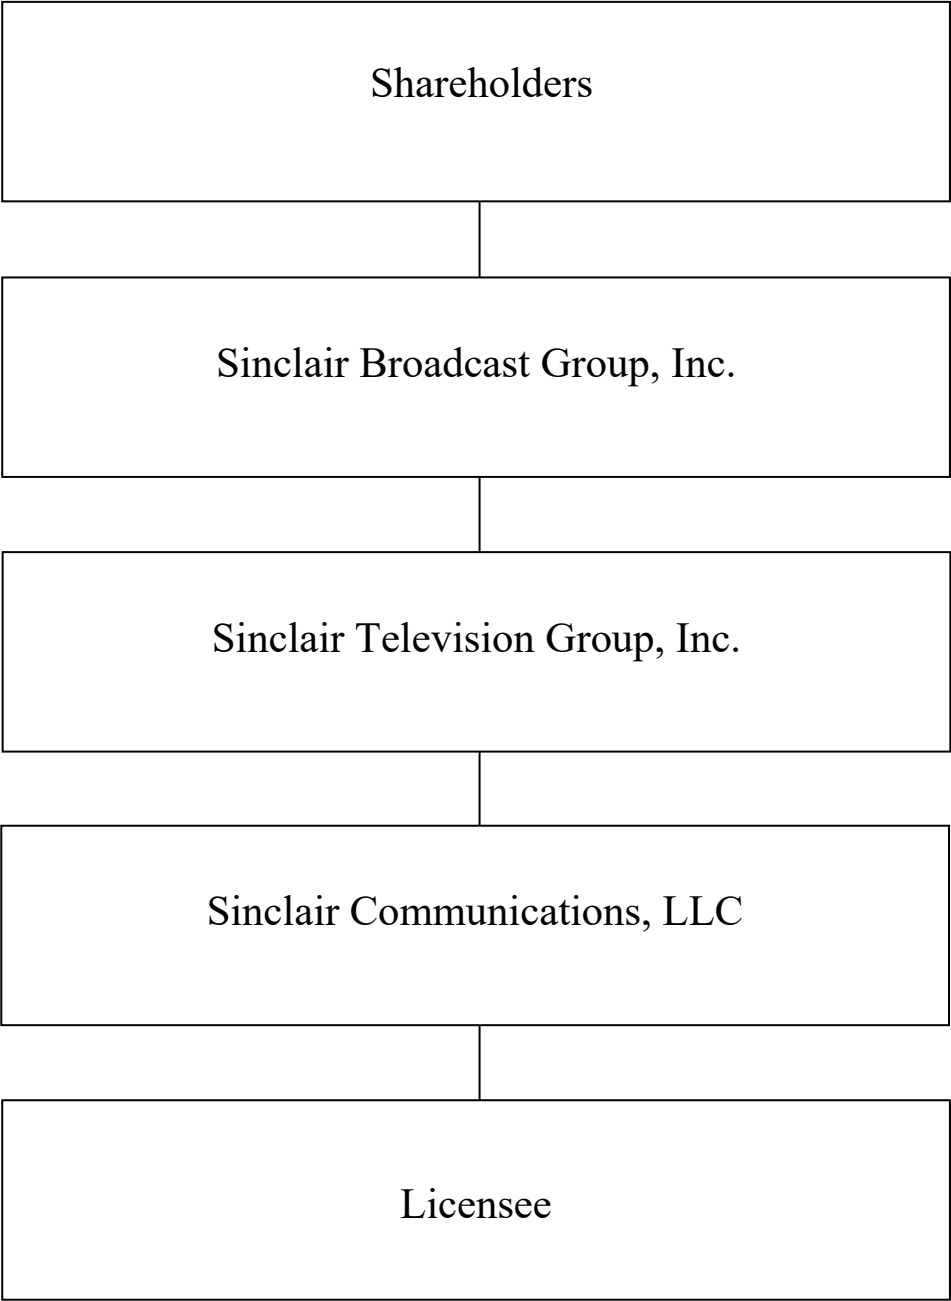 Shareholders
Sinclair Broadcast Group, Inc.
Sinclair Television Group, Inc.
Sinclair Communications, LLC
Licensee